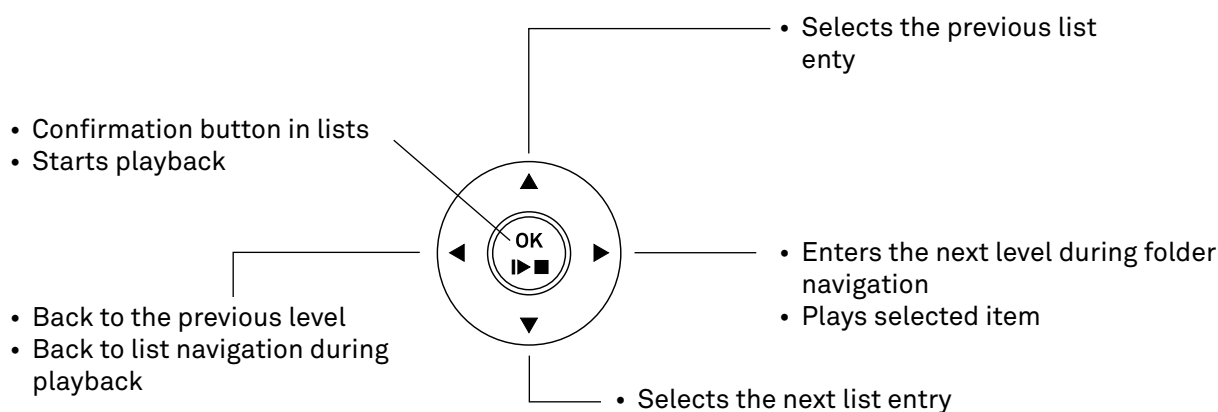 • Selects the previous list
enty
• Confirmation button in lists
• Starts playback
OK
• Enters the next level during folder
navigation
• Plays selected item
• Back to the previous level
• Back to list navigation during
playback
• Selects the next list entry